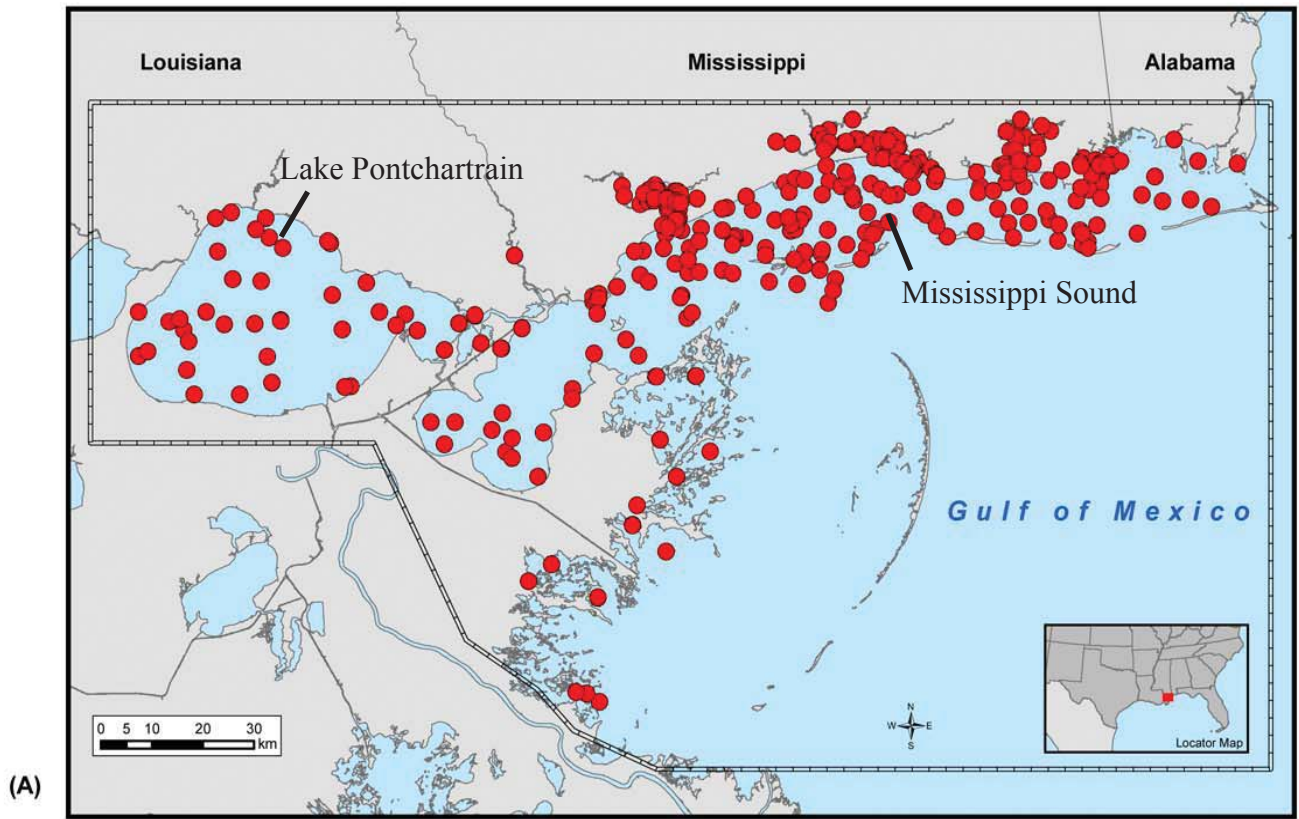 Louisiana
Mississippi
Alabama
Lake Pontchartrain
Mississippi Sound
Gulf of Mexico
0 5 10 20 30
km
N
W E
S
Locator Map
(A)